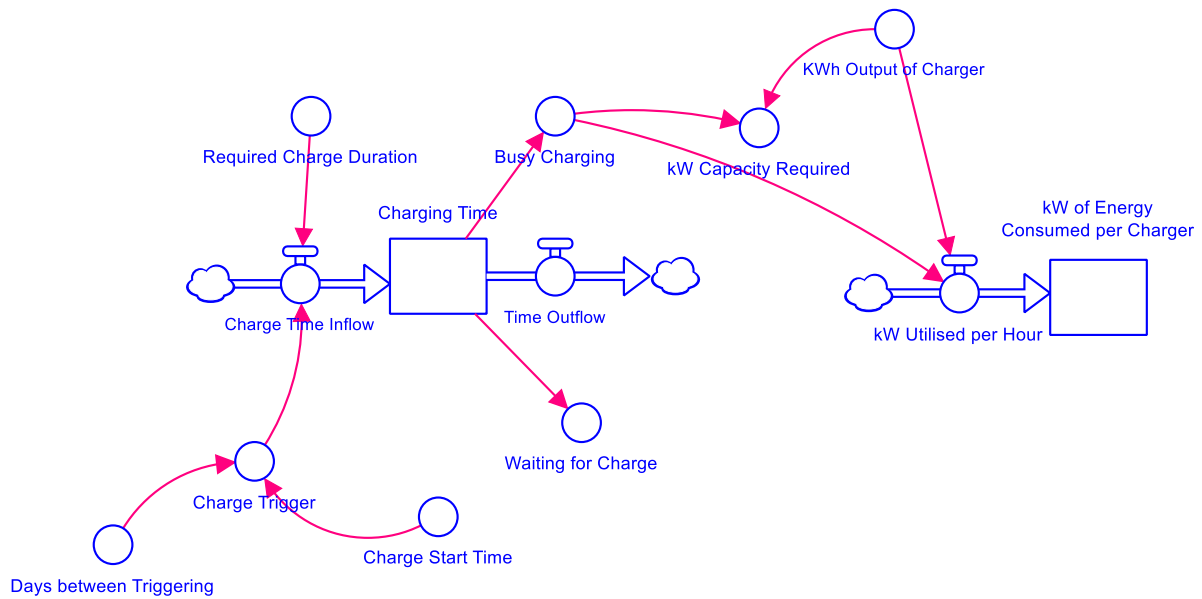 KWh Output of Charger
Required Charge Duration
Busy Charging
kW Capacity Required
Charging Time
kW of Energy
Consumed per Charger
Charge Time Inflow
Time Outflow
kW Utilised per Hour
Waiting for Charge
Charge Trigger
Charge Start Time
Days between Triggering